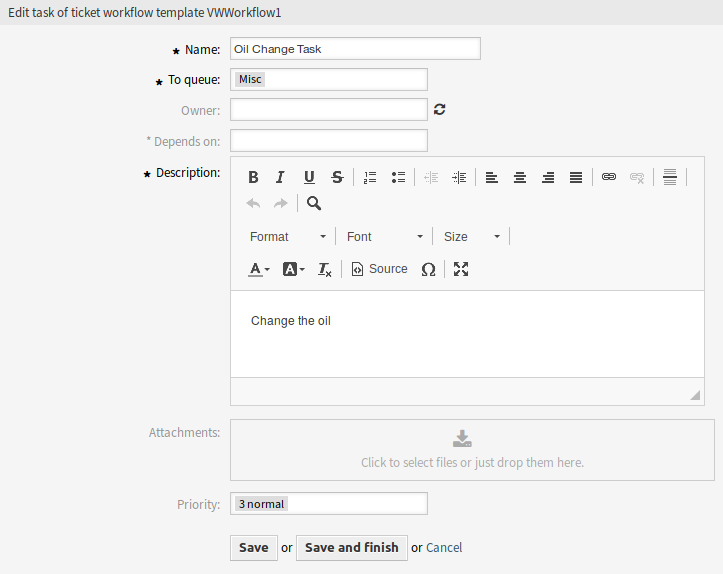 Edit task of ticket workflow template VWWorkflow1
★ Name: Oil Change Task
★ To queue: Misc
Owner:
* Depends on:
★ Description: B I U S
Format Font Size
A A Tx Source Ω
Change the oil
Attachments:
Click to select files or just drop them here.
Priority: 3 normal
Save or Save and finish or Cancel